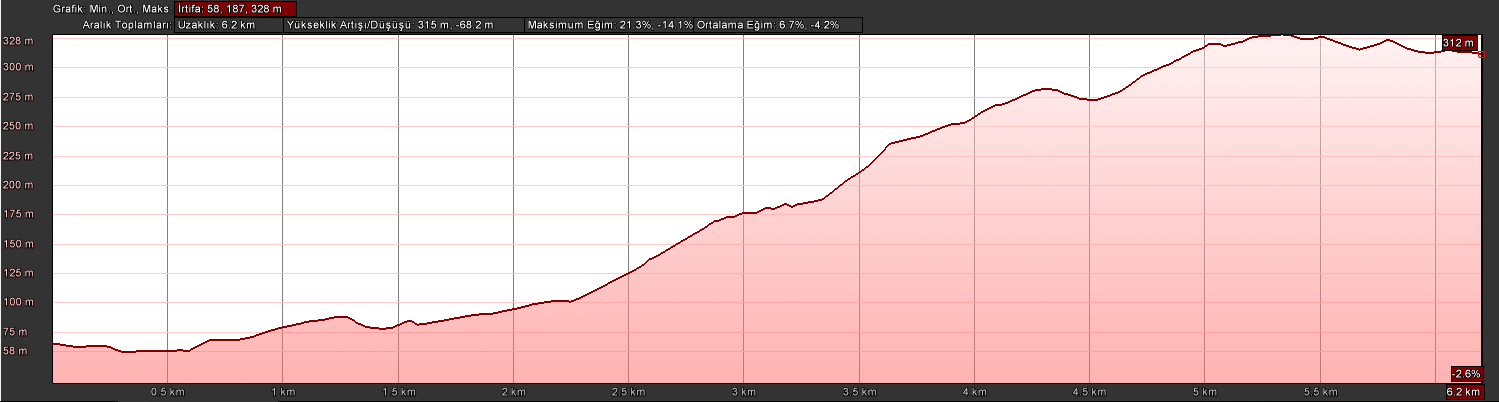 Grafik: Min., Ort., Maks İrtifa: 58, 187, 328 m
Aralık Toplamları: Uzaklık: 6.2 km Yükseklik Artışı/Düşüşü: 315 m, -68.2 m Maksimum Eğim: 21.3%, -14.1% Ortalama Eğim: 6.7%, -4.2%
328 m
312 m
300 m
275 m
250 m
225 m
200 m
175 m
150 m
125 m
100 m
75 m
58 m
-2.6%
0.5 km 1 km 1.5 km 2 km 2.5 km 3 km 3.5 km 4 km 4.5 km 5 km 5.5 km 6.2 km